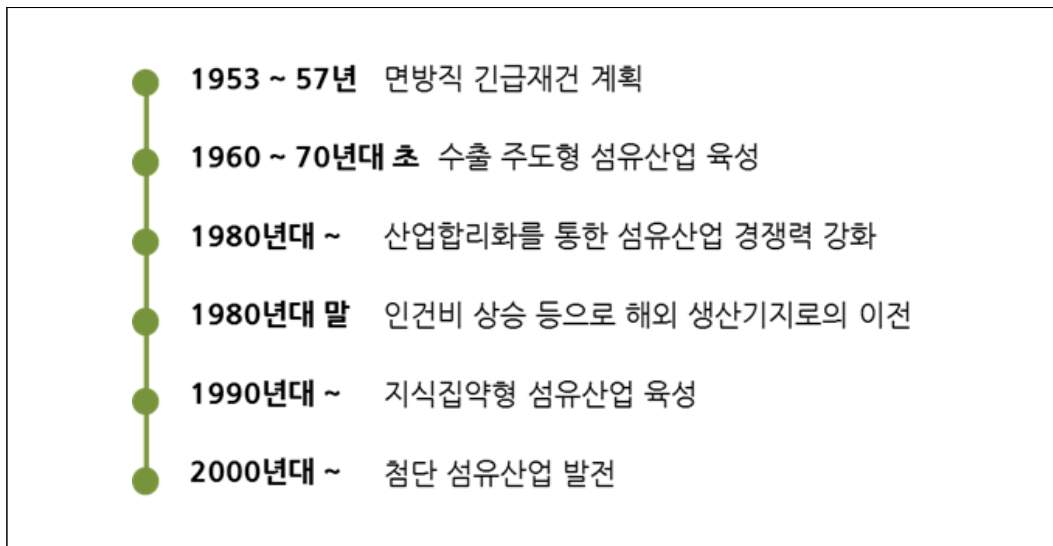 1953 ~ 57년 면방직 긴급재건 계획
1960 ~ 70년대 초 수출 주도형 섬유산업 육성
1980년대 ~ 산업합리화를 통한 섬유산업 경쟁력 강화
1980년대 말 인건비 상승 등으로 해외 생산기지로의 이전
1990년대 ~ 지식집약형 섬유산업 육성
2000년대 ~ 첨단 섬유산업 발전